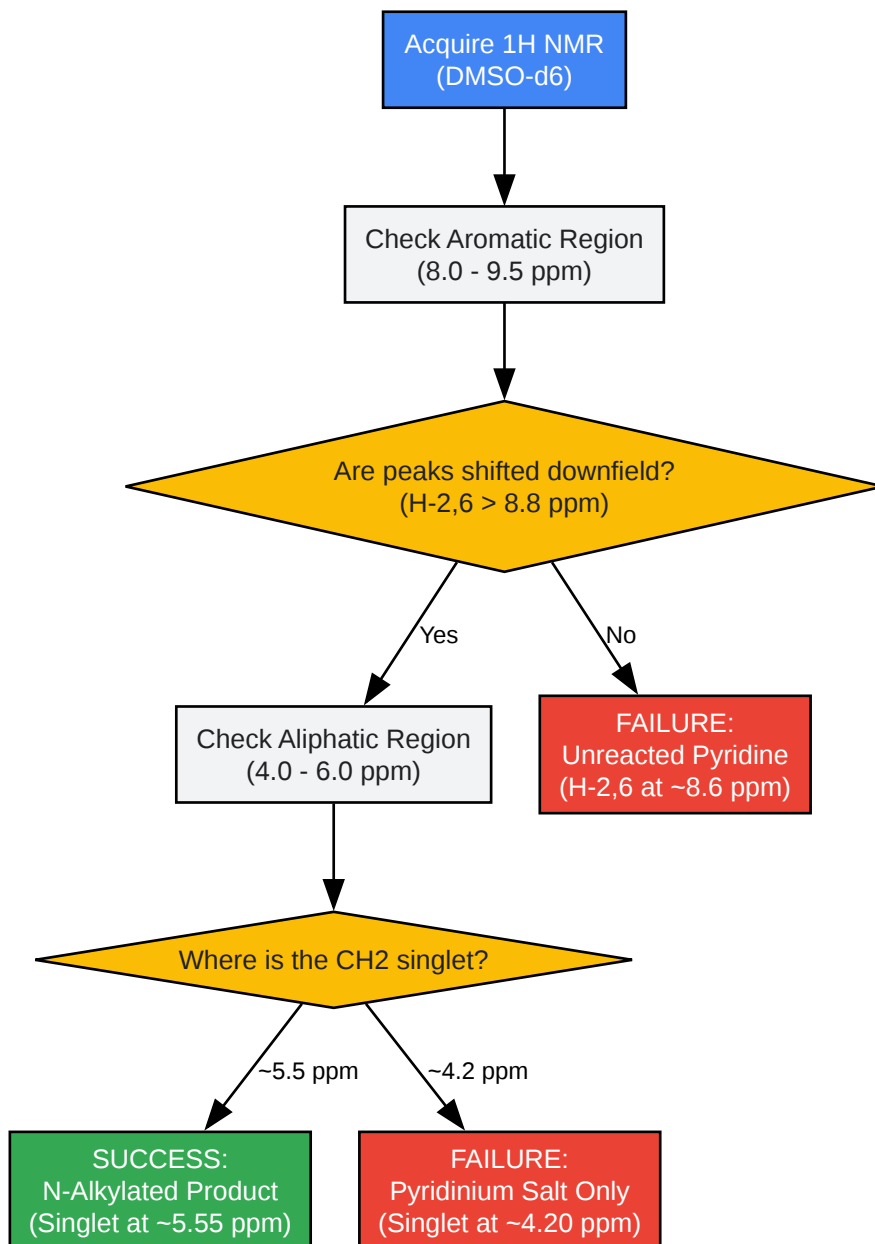 Acquire 1H NMR
(DMSO-d6)
Check Aromatic Region
(8.0 - 9.5 ppm)
Are peaks shifted downfield?
(H-2,6 > 8.8 ppm)
Yes
No
Check Aliphatic Region
(4.0 - 6.0 ppm)
FAILURE:
Unreacted Pyridine
(H-2,6 at ~8.6 ppm)
Where is the CH2 singlet?
~5.5 ppm
~4.2 ppm
SUCCESS:
N-Alkylated Product
(Singlet at ~5.55 ppm)
FAILURE:
Pyridinium Salt Only
(Singlet at ~4.20 ppm)